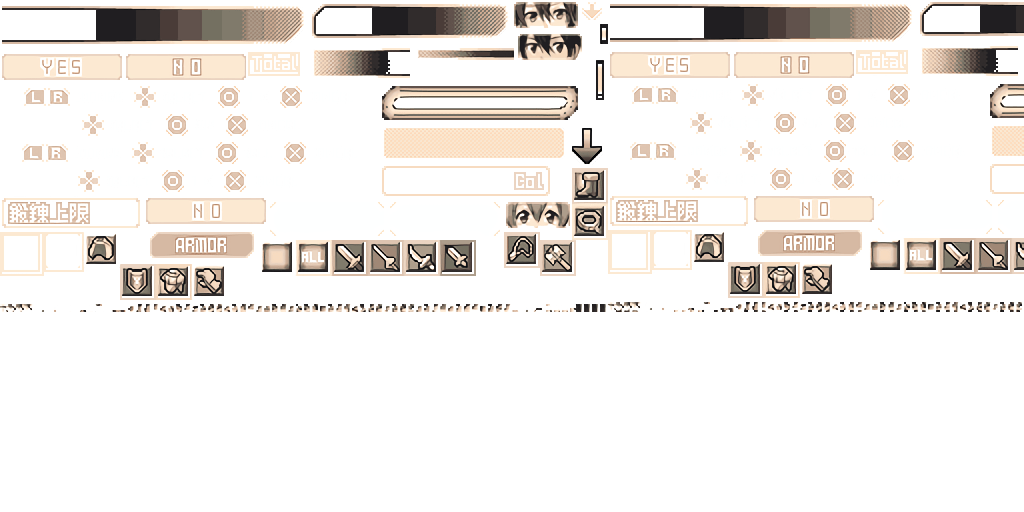 YES NO Total YES NO Total
L R L R
L R L R
Col
鍛錬上限 NO 鍛錬上限 NO
ARMOR ARMOR
ALL ALL